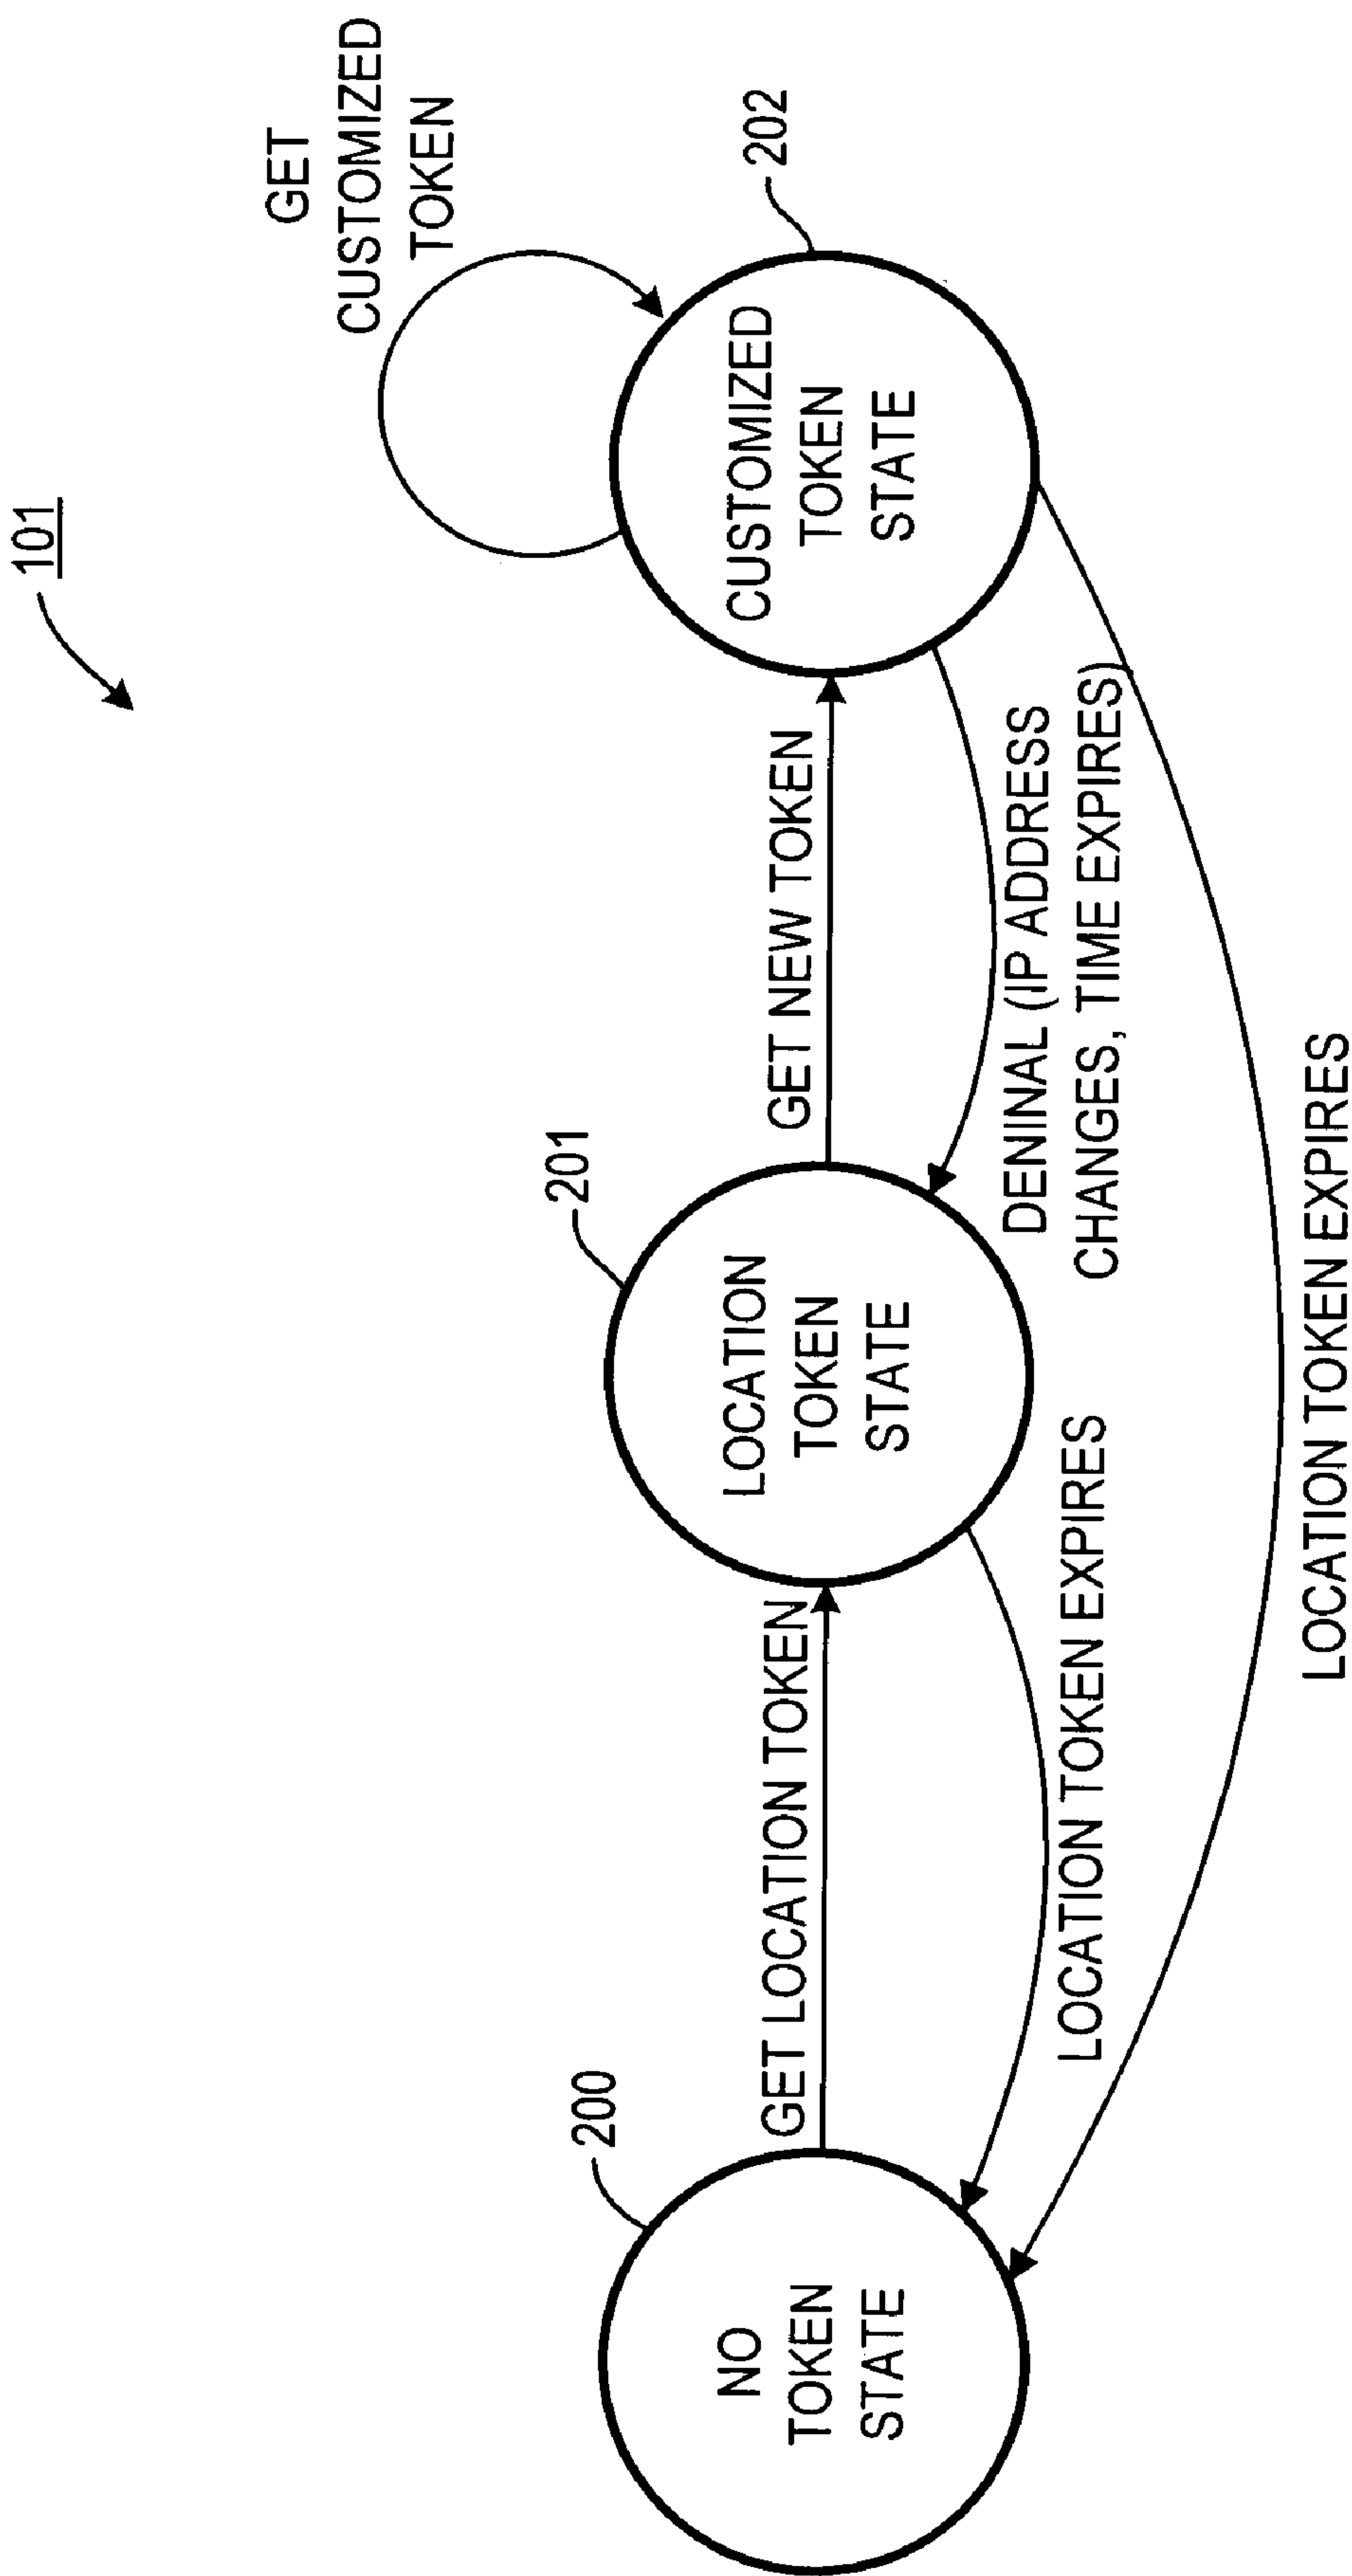 101
GET
CUSTOMIZED
TOKEN
202
CUSTOMIZED
TOKEN
STATE
GET NEW TOKEN
DENINAL (IP ADDRESS
CHANGES, TIME EXPIRES)
201
LOCATION
TOKEN
STATE
GET LOCATION TOKEN
LOCATION TOKEN EXPIRES
LOCATION TOKEN EXPIRES
200
NO
TOKEN
STATE